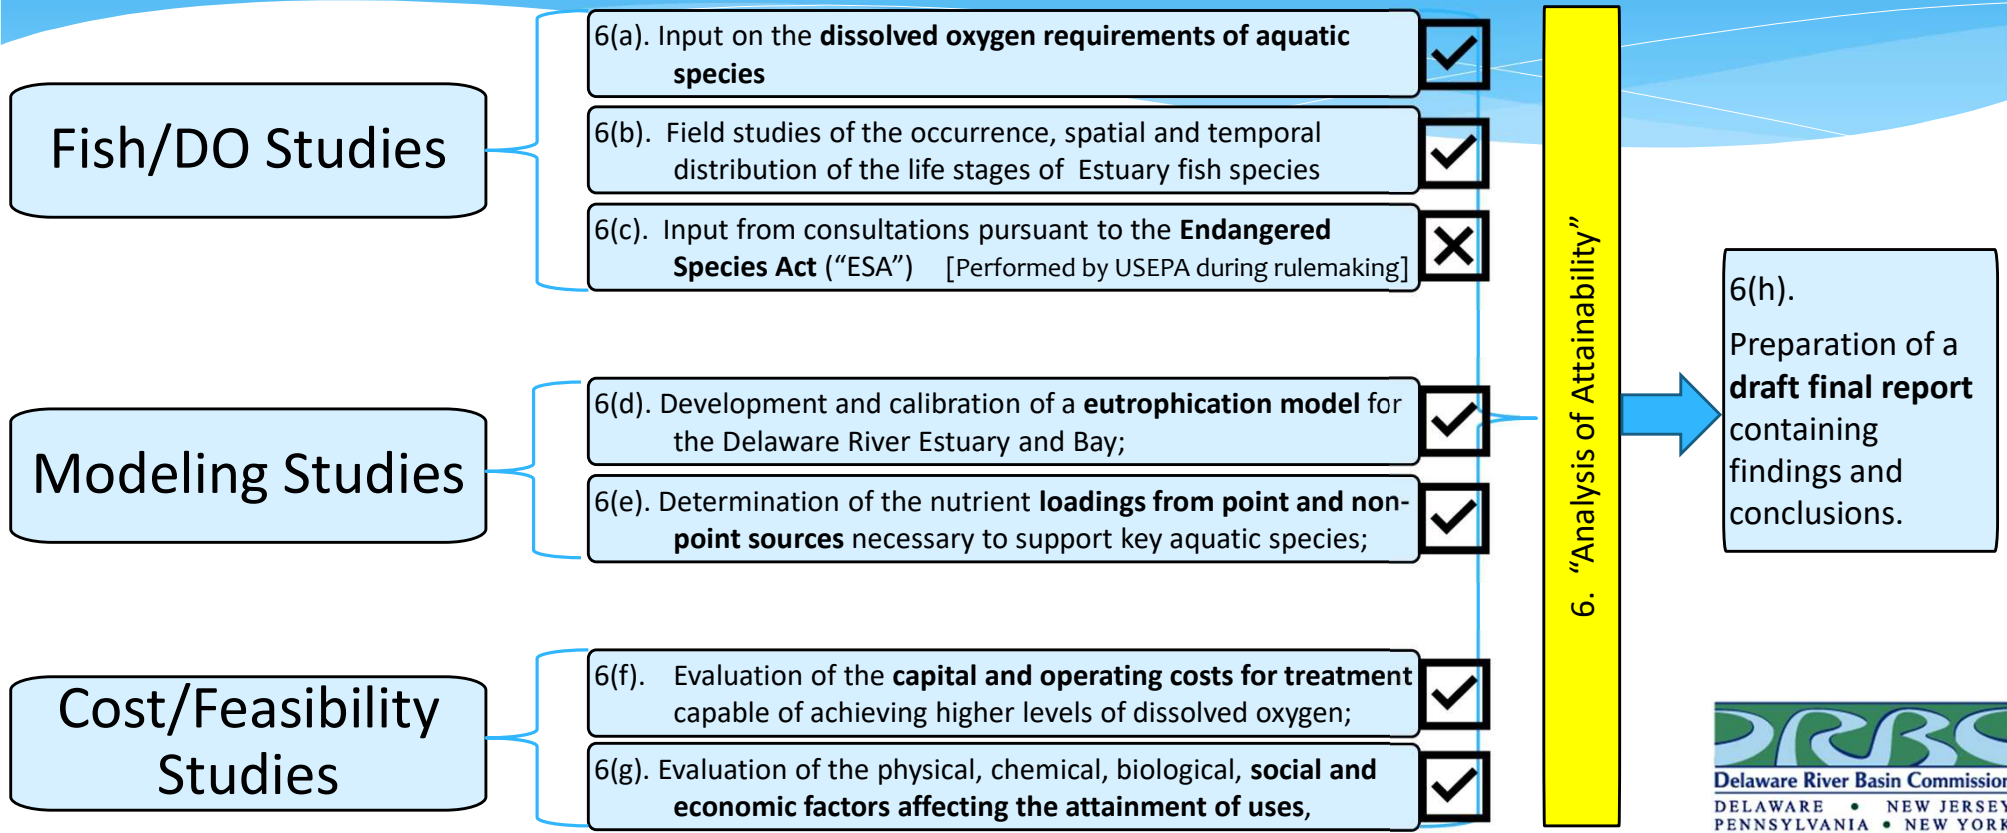 Fish/DO Studies
6(a). Input on the dissolved oxygen requirements of aquatic
species
6(b). Field studies of the occurrence, spatial and temporal
distribution of the life stages of Estuary fish species
6(c). Input from consultations pursuant to the Endangered
Species Act (“ESA”) [Performed by USEPA during rulemaking]
Modeling Studies
6(d). Development and calibration of a eutrophication model for
the Delaware River Estuary and Bay;
6(e). Determination of the nutrient loadings from point and non-
point sources necessary to support key aquatic species;
Cost/Feasibility
Studies
6(f). Evaluation of the capital and operating costs for treatment
capable of achieving higher levels of dissolved oxygen;
6(g). Evaluation of the physical, chemical, biological, social and
economic factors affecting the attainment of uses,
6. “Analysis of Attainability”
6(h).
Preparation of a
draft final report
containing
findings and
conclusions.
DRBC
Delaware River Basin Commission
DELAWARE • NEW JERSEY
PENNSYLVANIA • NEW YORK